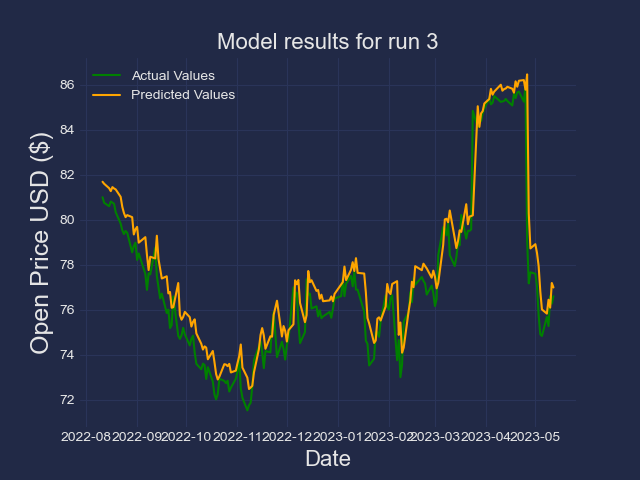 Model results for run 3
Actual Values
Predicted Values
Open Price USD ($)
86
84
82
80
78
76
74
72
2022-08 2022-09 2022-10 2022-11 2022-12 2023-01 2023-02 2023-03 2023-04 2023-05
Date